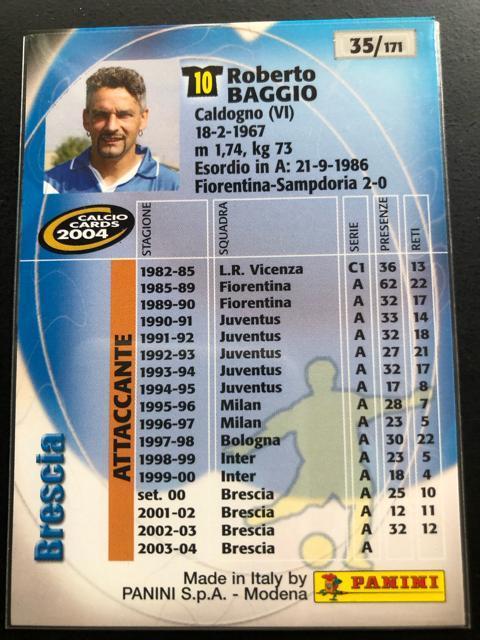 35/171
10 Roberto
BAGGIO
Caldogno (VI)
18-2-1967
m 1,74, kg 73
Esordio in A: 21-9-1986
Fiorentina-Sampdoria 2-0
CALCIO
CARDS
2004
STAGIONE SQUADRA SERIE PRESENZE RETI
1982-85 L.R. Vicenza C1 36 13
1985-89 Fiorentina A 62 22
1989-90 Fiorentina A 32 17
1990-91 Juventus A 33 14
1991-92 Juventus A 32 18
1992-93 Juventus A 27 21
1993-94 Juventus A 32 17
1994-95 Juventus A 17 8
1995-96 Milan A 28 7
1996-97 Milan A 23 5
1997-98 Bologna A 30 22
1998-99 Inter A 23 5
1999-00 Inter A 18 4
set. 00 Brescia A 25 10
2001-02 Brescia A 12 11
2002-03 Brescia A 32 12
2003-04 Brescia A
ATTACCANTE
Brescia
Made in Italy by
PANINI S.p.A. - Modena
PANINI